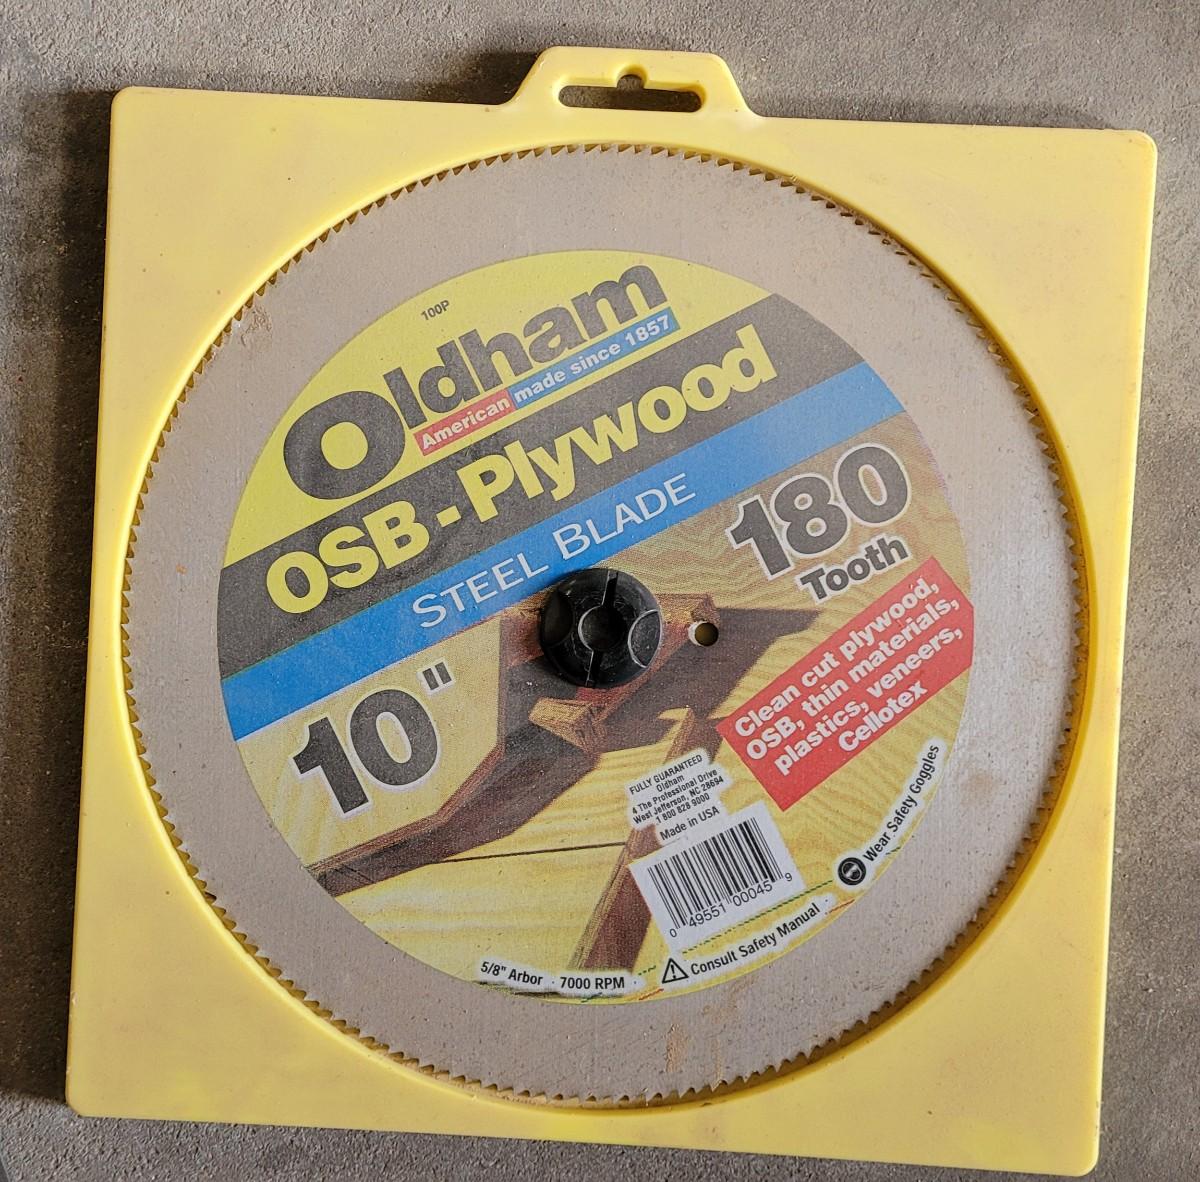 100P
Oldham
American made since 1857
OSB - Plywood
STEEL BLADE
180
Tooth
10"
Clean cut plywood,
OSB, thin materials,
plastics, veneers,
Cellotex
FULLY GUARANTEED
Oldham
4 The Professional Drive
West Jefferson, NC 28694
1 800 828 9000
Made in USA
0 49551 00045 9
Wear Safety Goggles
Consult Safety Manual
5/8" Arbor · 7000 RPM